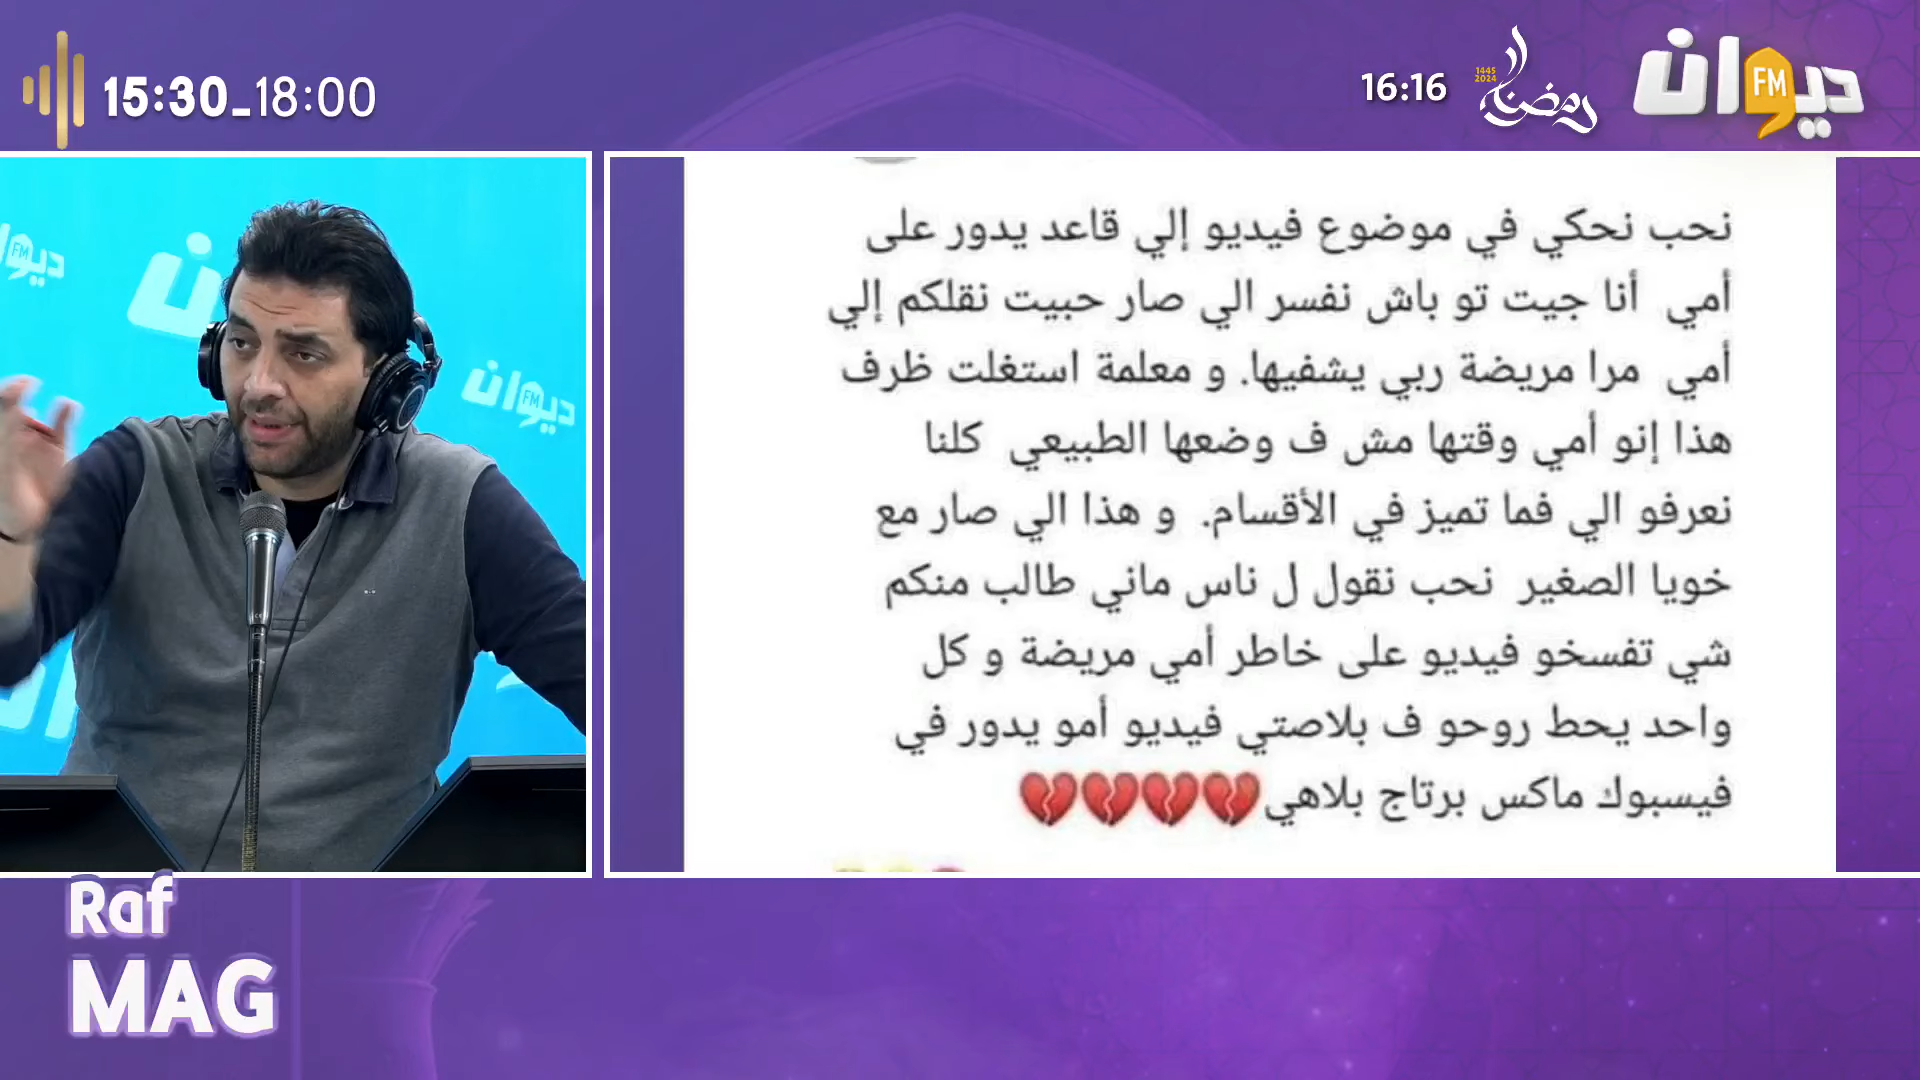 15:30_18:00
16:16
1445
2024
رمضان
ديوان
FM
ديوان
FM
ن
ديوان
FM
نحب نحكي في موضوع فيديو إلي قاعد يدور على
أمي أنا جيت تو باش نفسر الي صار حبيت نقلكم إلي
أمي مرا مريضة ربي يشفيها. و معلمة استغلت ظرف
هذا إنو أمي وقتها مش ف وضعها الطبيعي كلنا
نعرفو الي فما تميز في الأقسام. و هذا الي صار مع
خويا الصغير نحب نقول ل ناس ماني طالب منكم
شي تفسخو فيديو على خاطر أمي مريضة و كل
واحد يحط روحو ف بلاصتي فيديو أمو يدور في
فيسبوك ماكس برتاج بلاهي💔💔💔💔
Raf
MAG